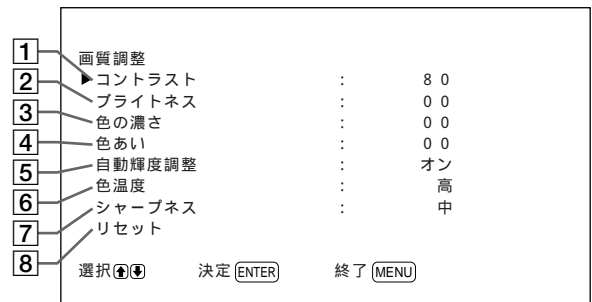 画質調整
1 ▶コントラスト : 80
2 ブライトネス : 00
3 色の濃さ : 00
4 色あい : 00
5 自動輝度調整 : オン
6 色温度 : 高
7 シャープネス : 中
8 リセット
選択 決定 ENTER 終了 MENU